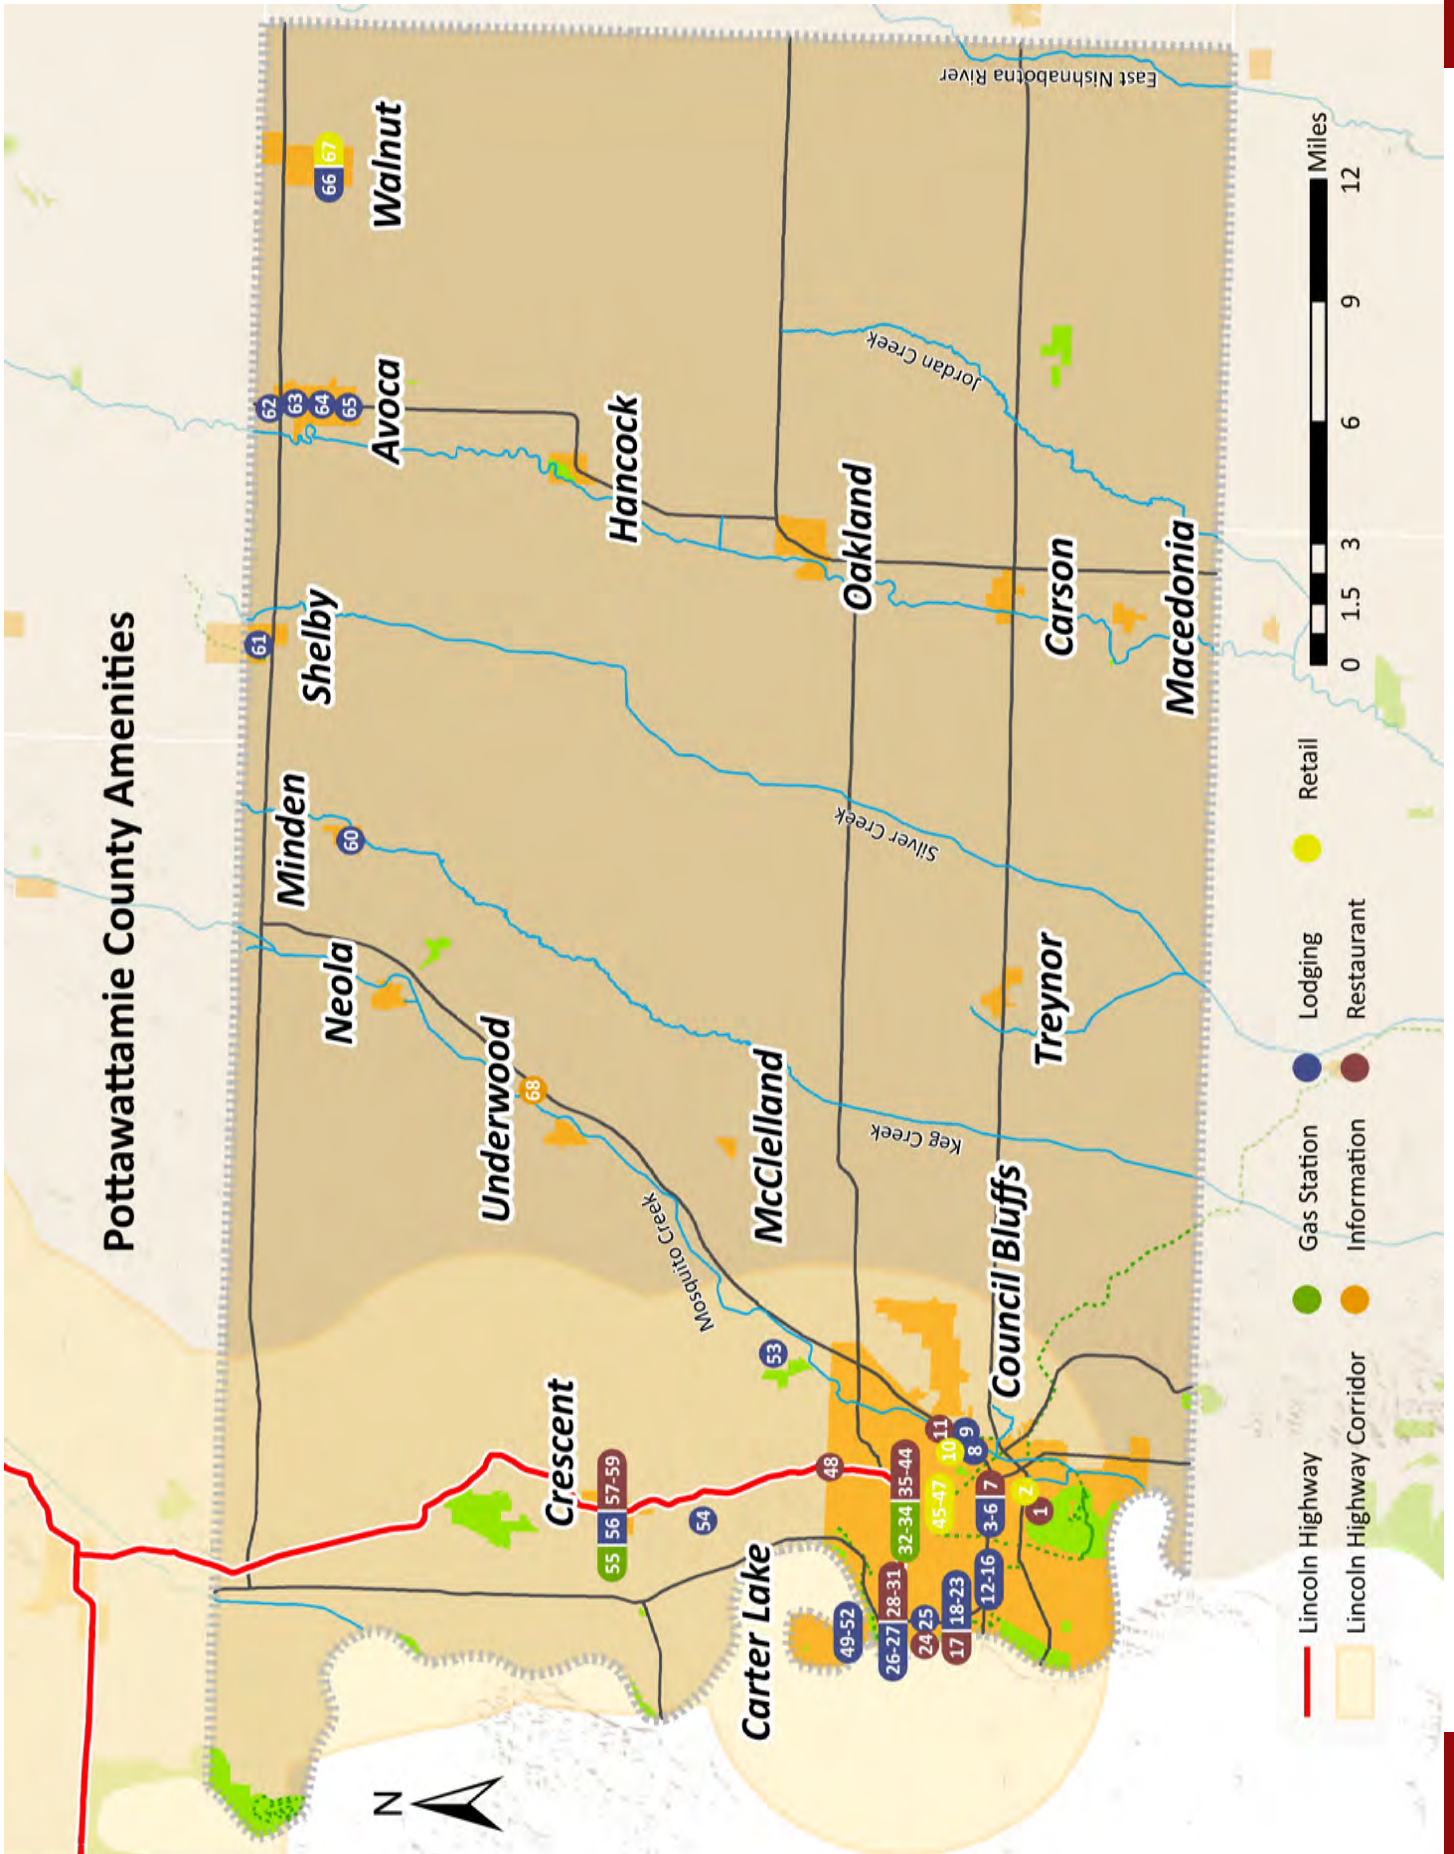 Pottawattamie County Amenities
N
Walnut
66 67
Avoca
62
63
64
65
Shelby
61
Minden
60
Neola
Hancock
Underwood
68
McClelland
Oakland
Carson
Macedonia
Treynor
Crescent
55 56 57-59
54
53
Council Bluffs
Carter Lake
48
49-52
32-34 35-44
45-47
26-27 28-31
24 25
17 18-23
12-16
3-6 7
11
10
9
8
2
1
East Nishnabotna River
Jordan Creek
Silver Creek
Keg Creek
Mosquito Creek
Lincoln Highway
Lincoln Highway Corridor
Gas Station
Information
Lodging
Restaurant
Retail
0 1.5 3 6 9 12
Miles